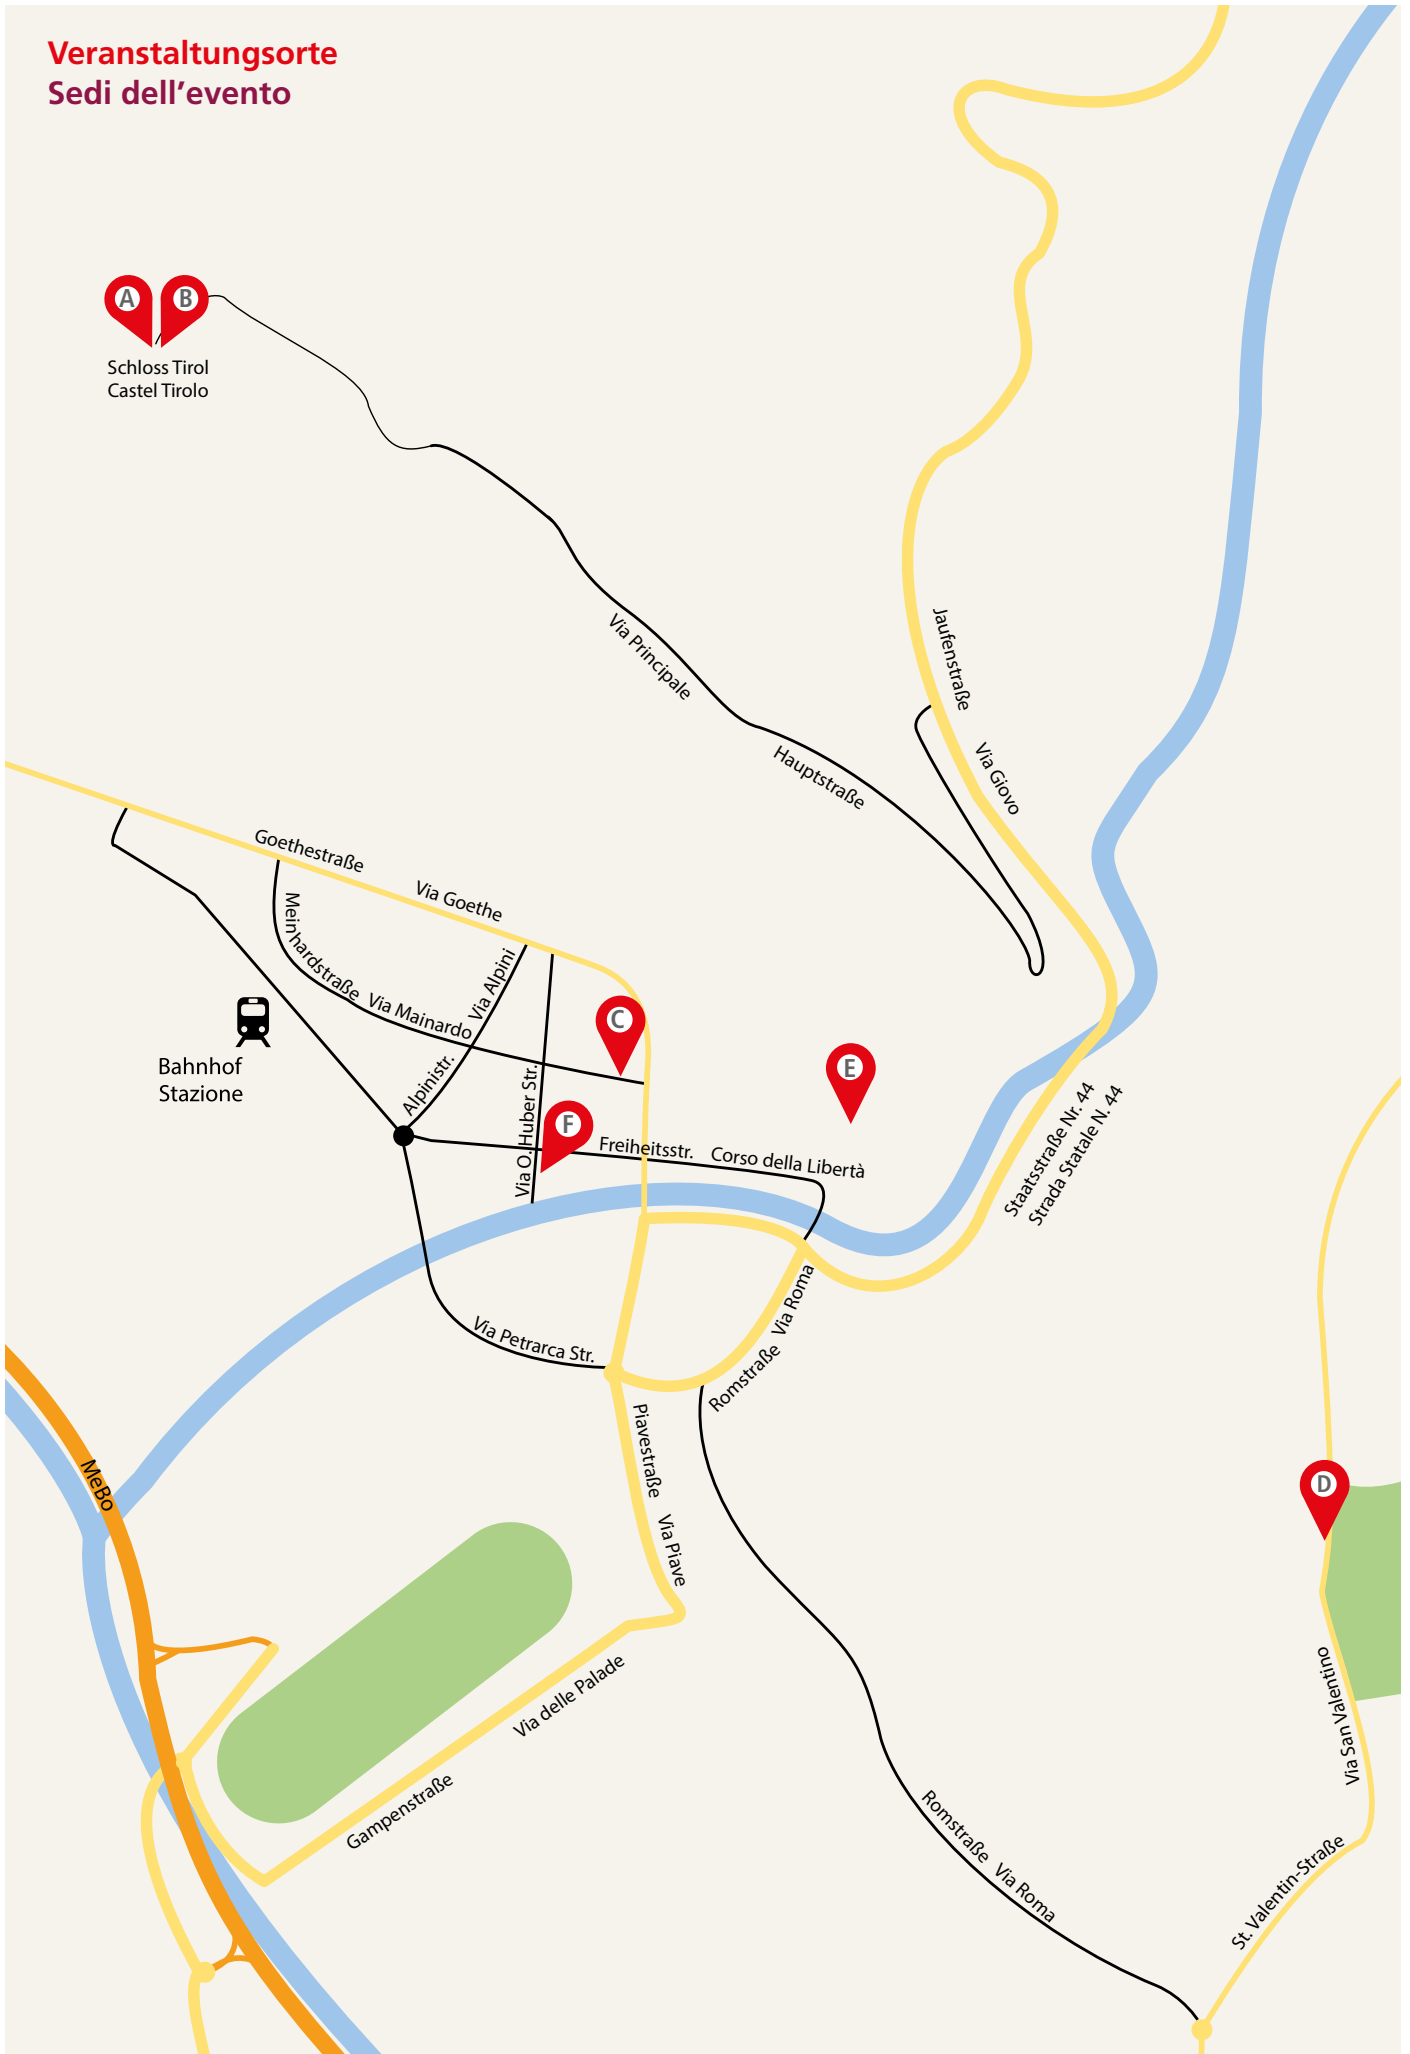 Veranstaltungsorte
Sedi dell’evento
A
B
Schloss Tirol
Castel Tirolo
Via Principale
Hauptstraße
Jaufenstraße
Via Giovo
Goethestraße
Via Goethe
Meinhardstraße
Via Mainardo
Via Alpini
Alpinistr.
Bahnhof
Stazione
C
E
F
Via O. Huber Str.
Freiheitsstr.
Corso della Libertà
Staatsstraße Nr. 44
Strada Statale N. 44
Via Petrarca Str.
Romstraße
Via Roma
Piavestraße
Via Piave
MeBo
D
Via delle Palade
Gampenstraße
Via San Valentino
St. Valentin-Straße
Romstraße
Via Roma